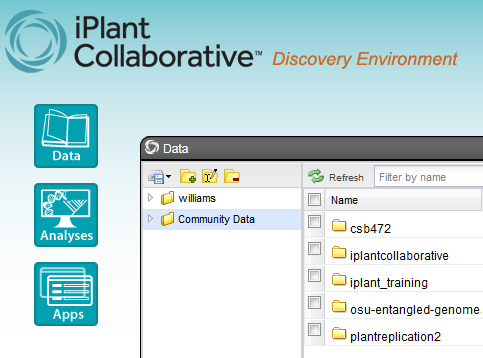 iPlant
Collaborative™ Discovery Environment
Data
Analyses
Apps
Data
Refresh Filter by name
williams
Community Data
Name
csb472
iplantcollaborative
iplant_training
osu-entangled-genome
plantreplication2